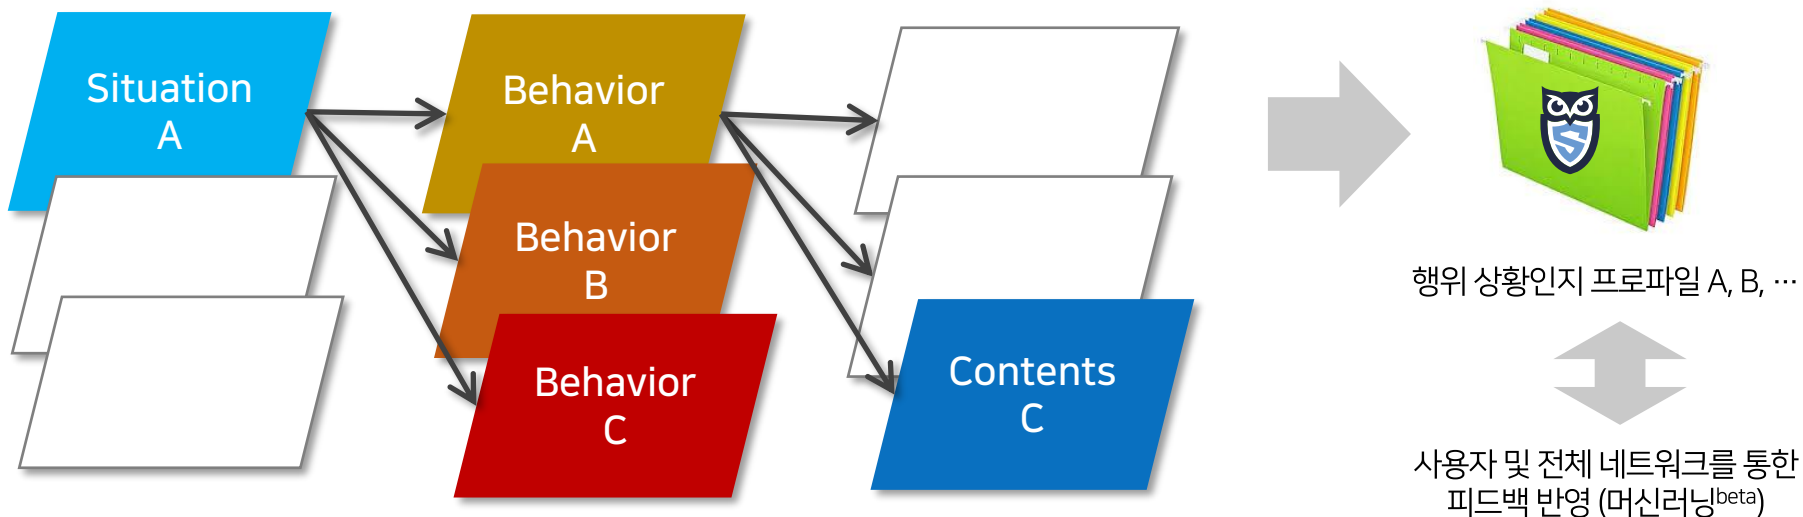 Situation
A
Behavior
A
Behavior
B
Behavior
C
Contents
C
행위 상황인지 프로파일 A, B, …
사용자 및 전체 네트워크를 통한
피드백 반영 (머신러닝beta)